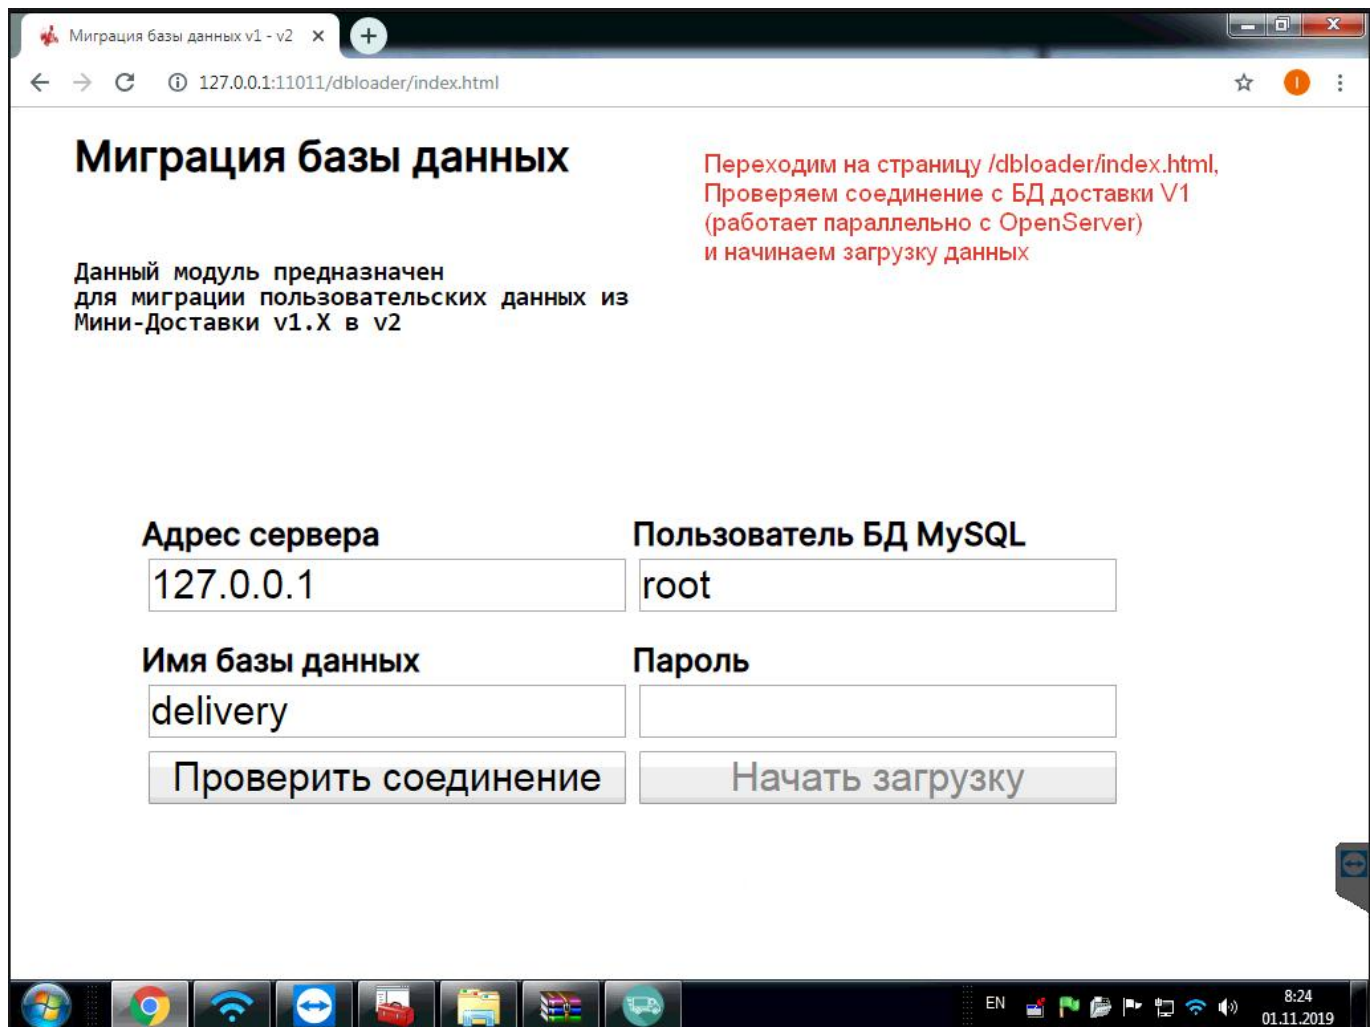 Миграция базы данных v1 - v2
127.0.0.1:11011/dbloader/index.html
I
Миграция базы данных
Переходим на страницу /dbloader/index.html,
Проверяем соединение с БД доставки V1
(работает параллельно с OpenServer)
и начинаем загрузку данных
Данный модуль предназначен
для миграции пользовательских данных из
Мини-Доставки v1.X в v2
Адрес сервера
Пользователь БД MySQL
127.0.0.1
root
Имя базы данных
Пароль
delivery
Проверить соединение
Начать загрузку
EN
8:24
01.11.2019